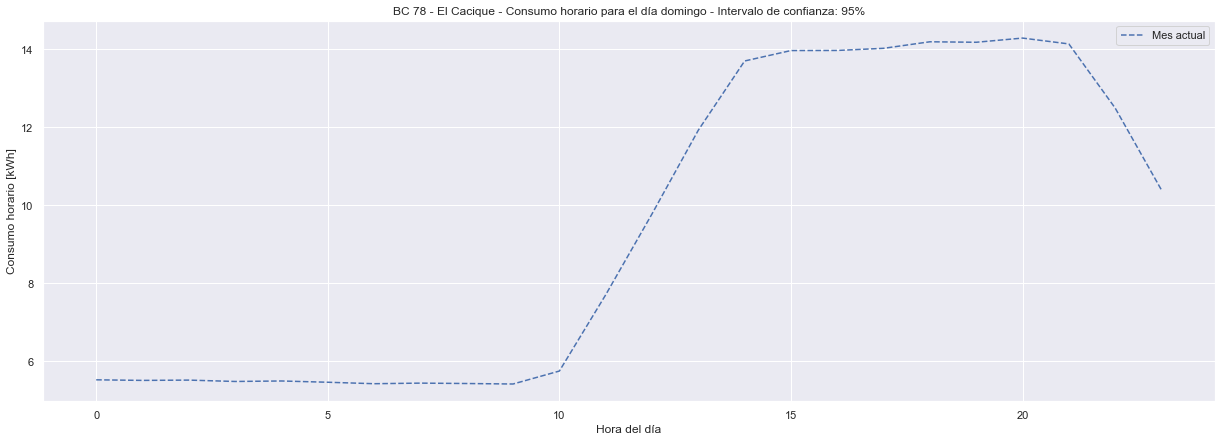 BC 78 - El Cacique - Consumo horario para el día domingo - Intervalo de confianza: 95%
Mes actual
Consumo horario [kWh]
14
12
10
8
6
0 5 10 15 20
Hora del día